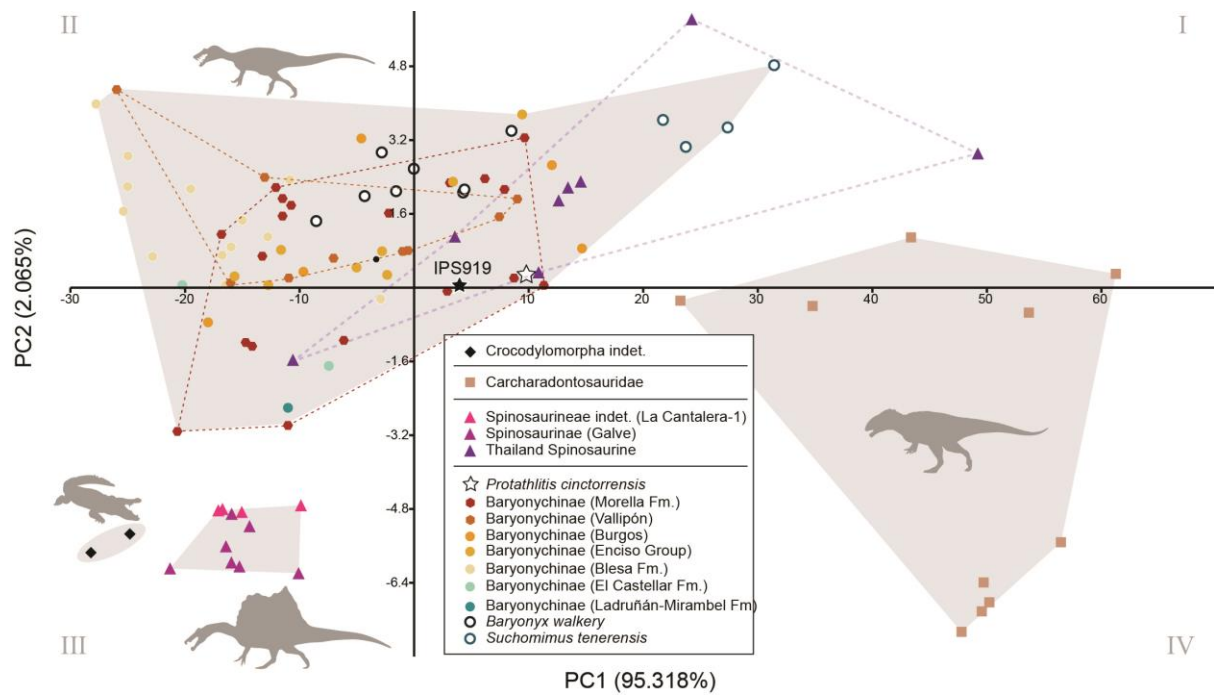 II
I
4.8
3.2
1.6
IPS919
-30
-20
-10
10
20
30
40
50
60
PC2 (2.065%)
-1.6
-3.2
-4.8
-6.4
Crocodylomorpha indet.
Carcharadontosauridae
Spinosaurineae indet. (La Cantalera-1)
Spinosaurinae (Galve)
Thailand Spinosaurine
Protathlitis cinctorrensis
Baryonychinae (Morella Fm.)
Baryonychinae (Vallipón)
Baryonychinae (Burgos)
Baryonychinae (Enciso Group)
Baryonychinae (Blesa Fm.)
Baryonychinae (El Castellar Fm.)
Baryonychinae (Ladruñán-Mirambel Fm)
Baryonyx walkery
Suchomimus tenerensis
III
IV
PC1 (95.318%)